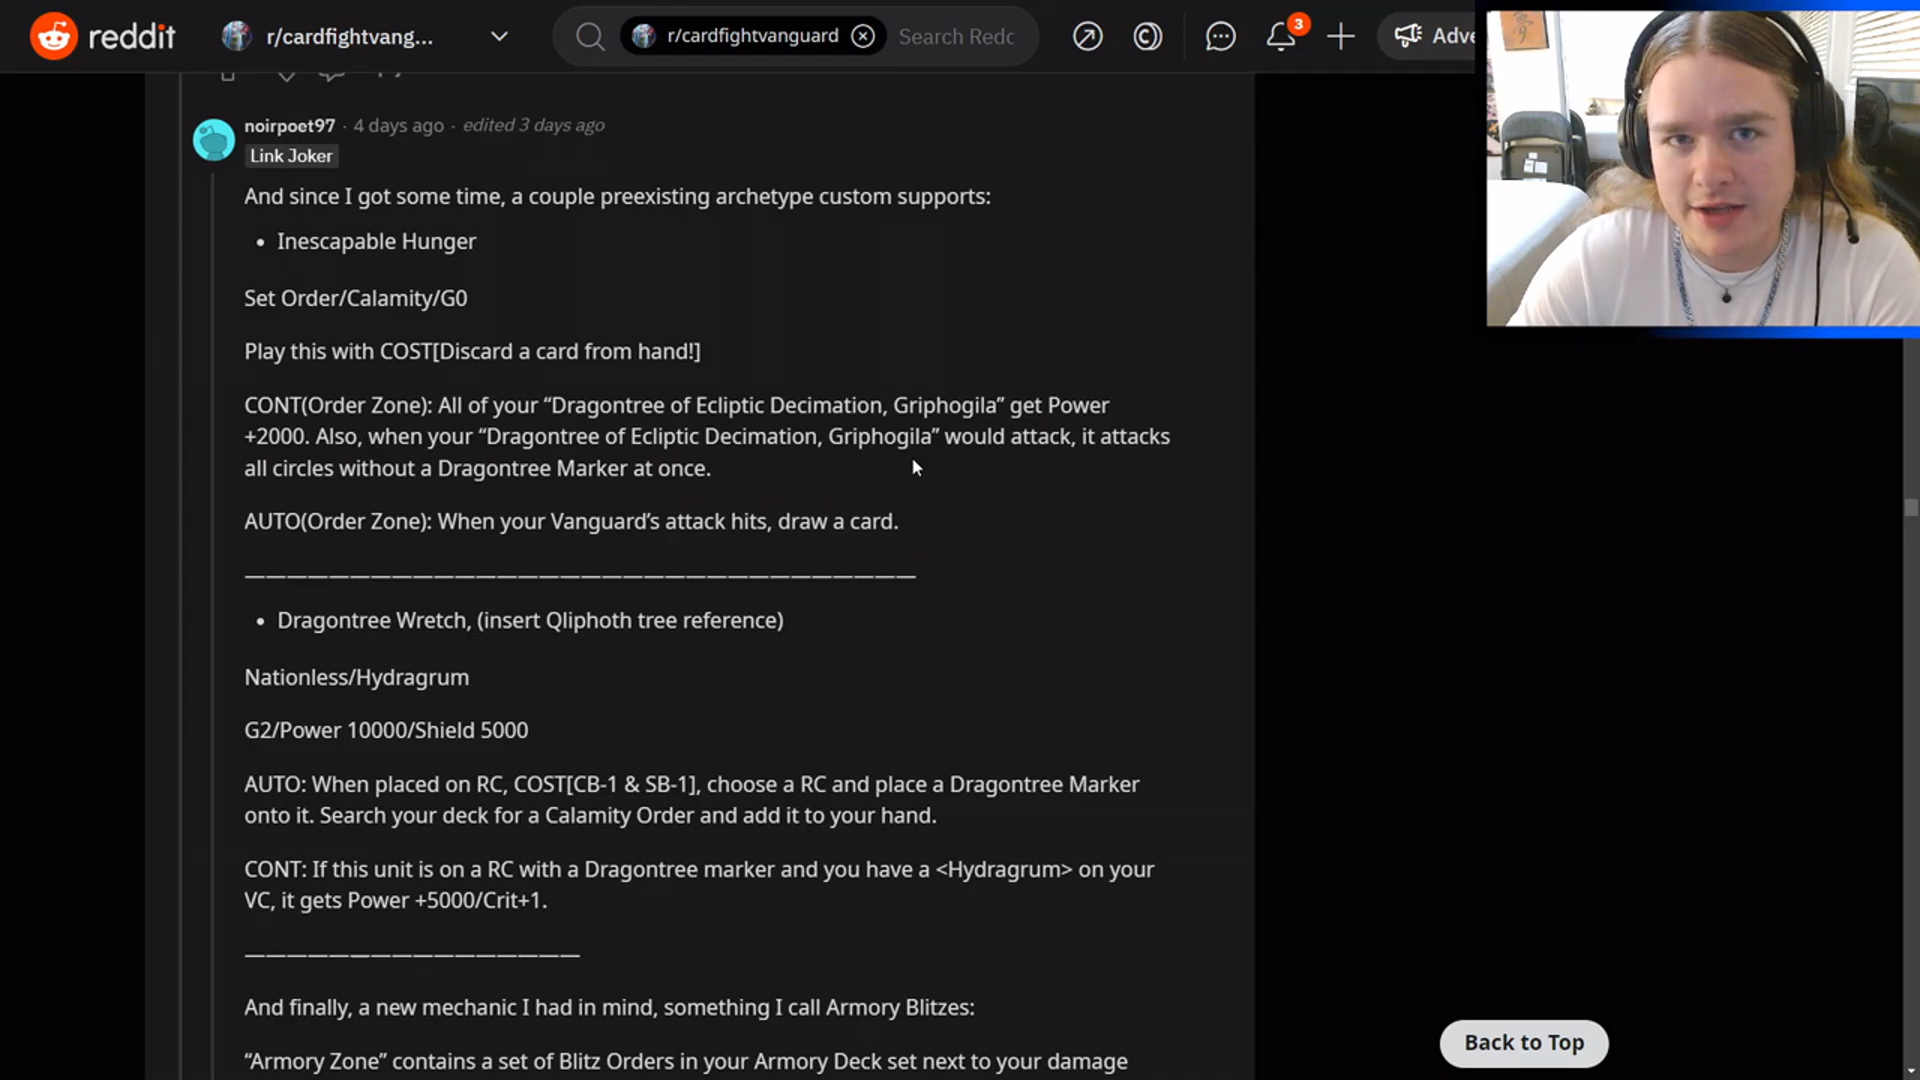 reddit
r/cardfightvang...
r/cardfightvanguard
Search Redc
3
Adve
noirpoet97 · 4 days ago · edited 3 days ago
Link Joker
And since I got some time, a couple preexisting archetype custom supports:
• Inescapable Hunger
Set Order/Calamity/G0
Play this with COST[Discard a card from hand!]
CONT(Order Zone): All of your “Dragontree of Ecliptic Decimation, Griphogila” get Power
+2000. Also, when your “Dragontree of Ecliptic Decimation, Griphogila” would attack, it attacks
all circles without a Dragontree Marker at once.
AUTO(Order Zone): When your Vanguard’s attack hits, draw a card.
————————————————————————————————
• Dragontree Wretch, (insert Qliphoth tree reference)
Nationless/Hydragrum
G2/Power 10000/Shield 5000
AUTO: When placed on RC, COST[CB-1 & SB-1], choose a RC and place a Dragontree Marker
onto it. Search your deck for a Calamity Order and add it to your hand.
CONT: If this unit is on a RC with a Dragontree marker and you have a <Hydragrum> on your
VC, it gets Power +5000/Crit+1.
————————————————
And finally, a new mechanic I had in mind, something I call Armory Blitzes:
“Armory Zone” contains a set of Blitz Orders in your Armory Deck set next to your damage
Back to Top